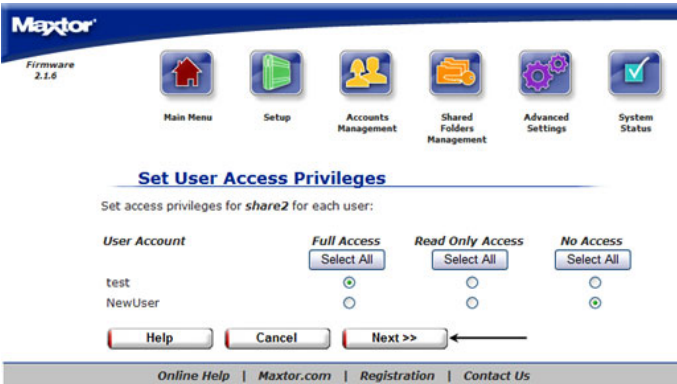 Maxtor
Firmware
2.1.6
Main Menu
Setup
Accounts
Management
Shared
Folders
Management
Advanced
Settings
System
Status
Set User Access Privileges
Set access privileges for share2 for each user:
User Account Full Access Read Only Access No Access
Select All Select All Select All
test
NewUser
Help Cancel Next >>
Online Help | Maxtor.com | Registration | Contact Us